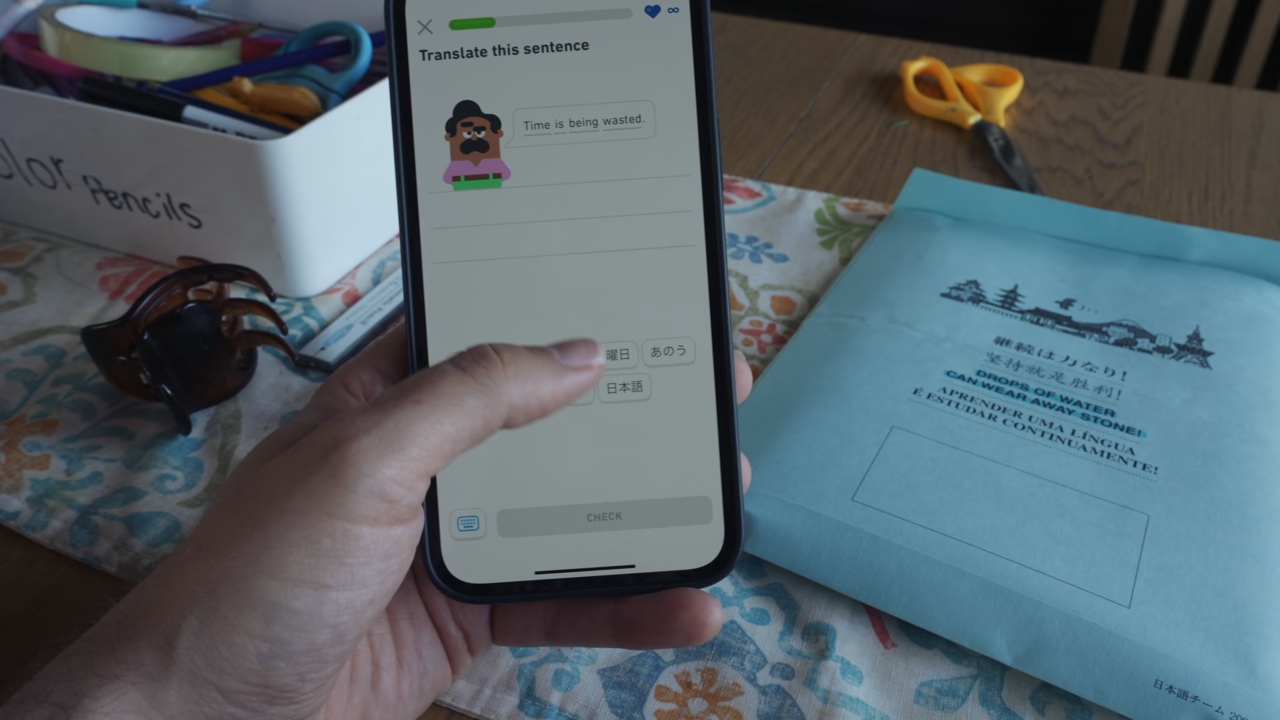 ∞
Translate this sentence
Time is being wasted.
曜日 あのう
日本語
CHECK
Pencils
継続は力なり!
坚持就是胜利!
DROPS OF WATER
CAN WEAR AWAY STONE!
APRENDER UMA LÍNGUA
É ESTUDAR CONTINUAMENTE!
日本語チーム